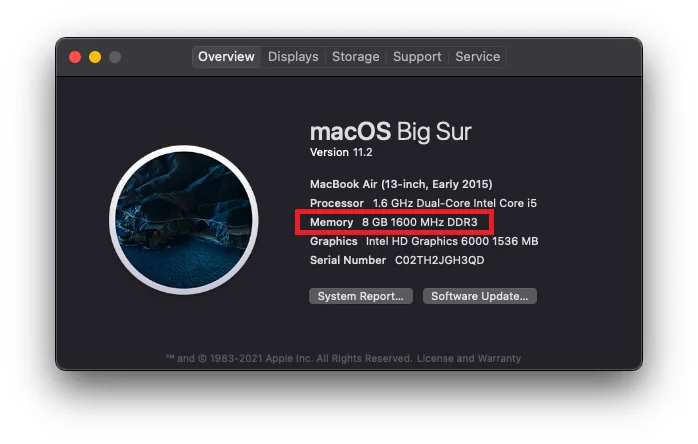 Overview Displays Storage Support Service
macOS Big Sur
Version 11.2
MacBook Air (13-inch, Early 2015)
Processor 1.6 GHz Dual-Core Intel Core i5
Memory 8 GB 1600 MHz DDR3
Graphics Intel HD Graphics 6000 1536 MB
Serial Number C02TH2JGH3QD
System Report... Software Update...
™ and © 1983-2021 Apple Inc. All Rights Reserved. License and Warranty